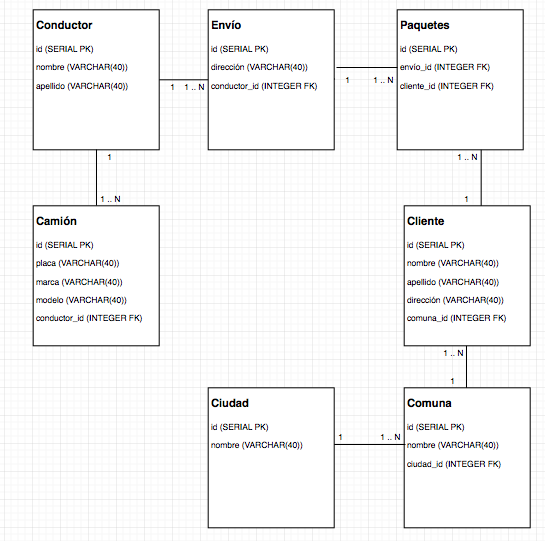 Conductor
id (SERIAL PK)
nombre (VARCHAR(40))
apellido (VARCHAR(40))
1
1 .. N
Envío
id (SERIAL PK)
dirección (VARCHAR(40))
conductor_id (INTEGER FK)
1
1 .. N
Paquetes
id (SERIAL PK)
envío_id (INTEGER FK)
cliente_id (INTEGER FK)
1
1 .. N
Camión
id (SERIAL PK)
placa (VARCHAR(40))
marca (VARCHAR(40))
modelo (VARCHAR(40))
conductor_id (INTEGER FK)
1 .. N
1
Cliente
id (SERIAL PK)
nombre (VARCHAR(40))
apellido (VARCHAR(40))
dirección (VARCHAR(40))
comuna_id (INTEGER FK)
1 .. N
1
Ciudad
id (SERIAL PK)
nombre (VARCHAR(40))
1
1 .. N
Comuna
id (SERIAL PK)
nombre (VARCHAR(40))
ciudad_id (INTEGER FK)